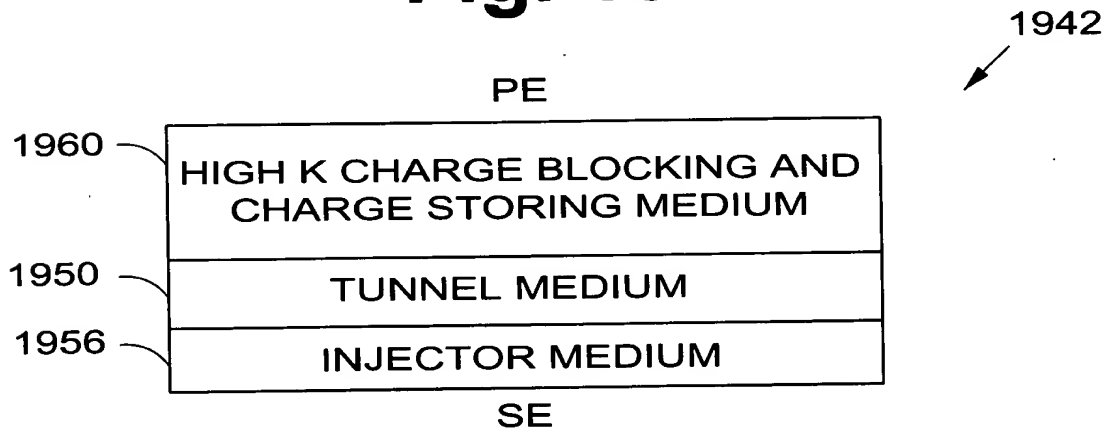 1942
PE
1960
HIGH K CHARGE BLOCKING AND
CHARGE STORING MEDIUM
1950
TUNNEL MEDIUM
1956
INJECTOR MEDIUM
SE